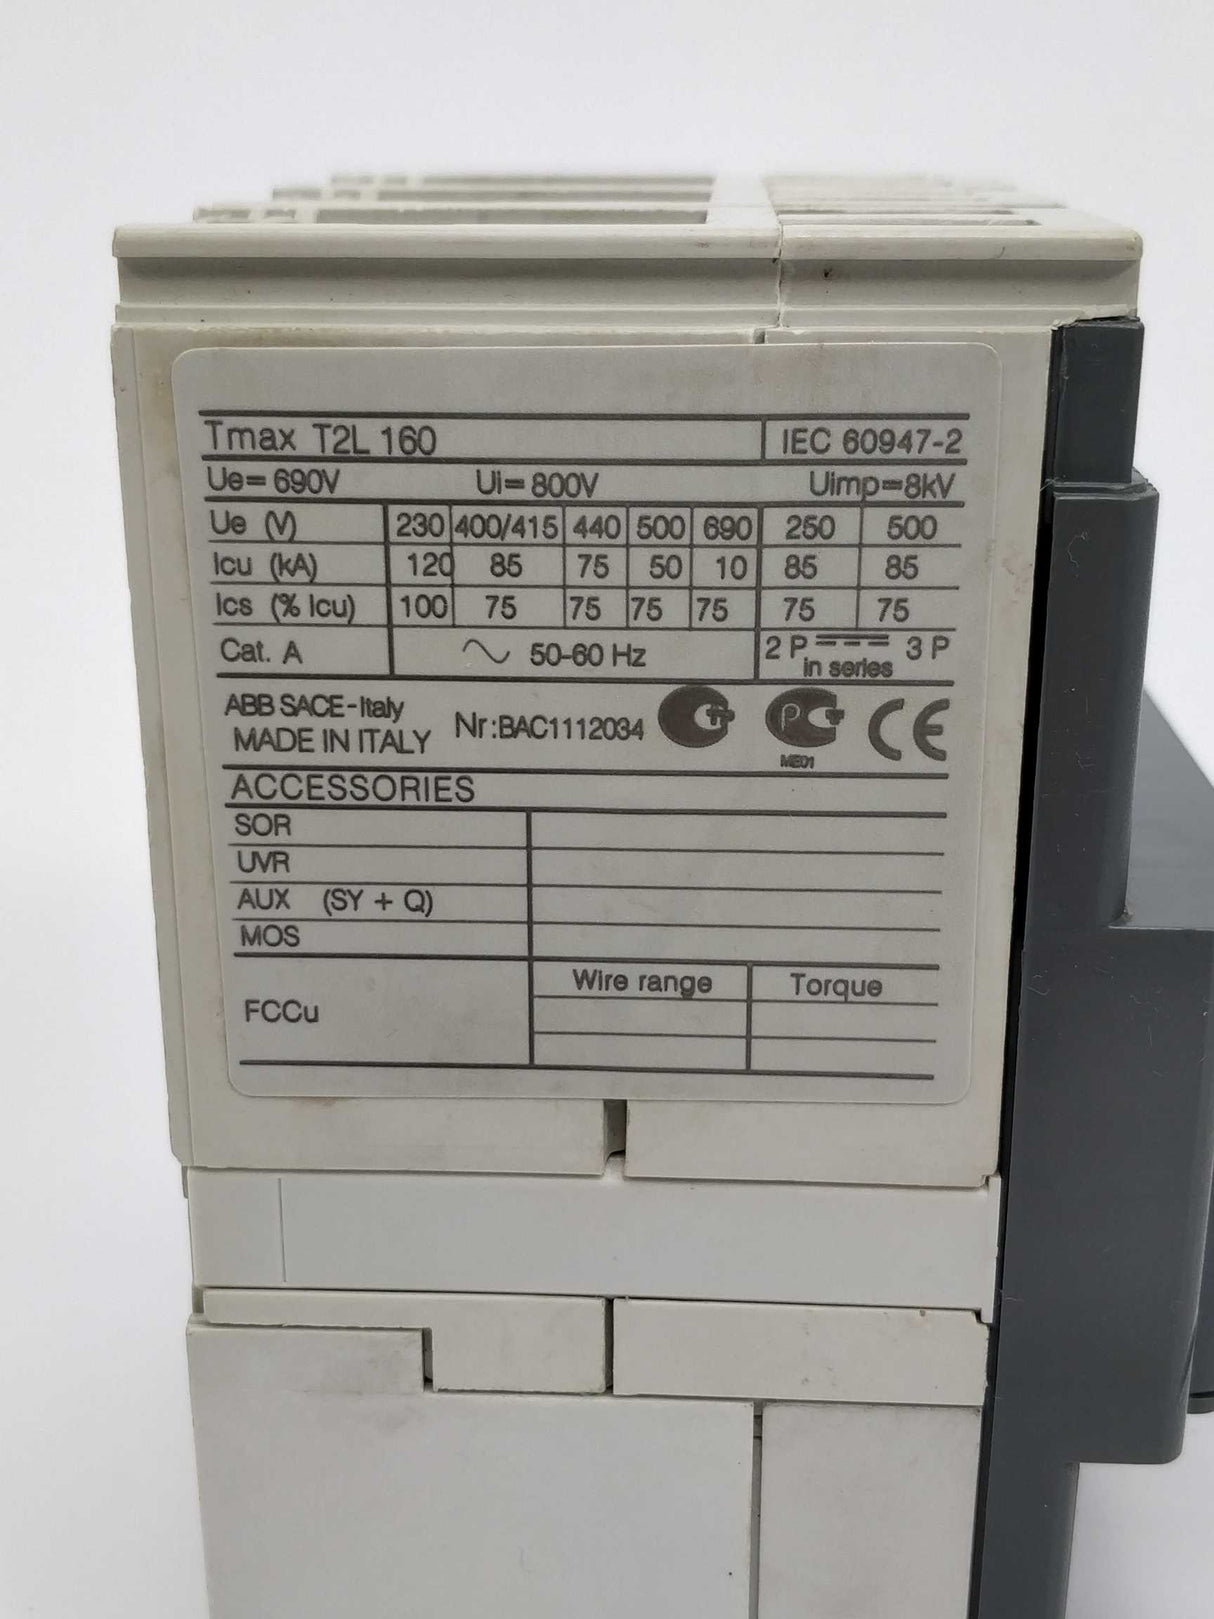 Tmax T2L 160 IEC 60947-2
Ue= 690V Ui= 800V Uimp=8kV
Ue (V) 230 400/415 440 500 690 250 500
Icu (kA) 120 85 75 50 10 85 85
Ics (% Icu) 100 75 75 75 75 75 75
Cat. A 50-60 Hz 2 P 3 P
in series
ABB SACE-Italy
MADE IN ITALY Nr:BAC1112034 CE
ME01
ACCESSORIES
SOR
UVR
AUX (SY + Q)
MOS
Wire range Torque
FCCu